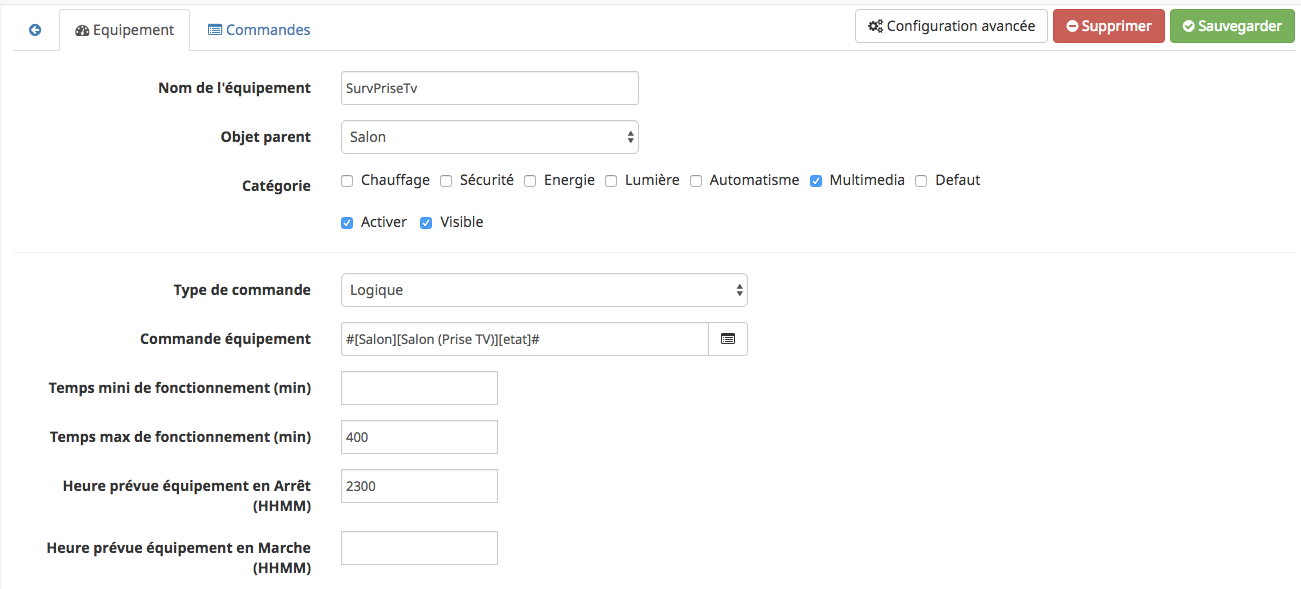 Equipement Commandes Configuration avancée Supprimer Sauvegarder
Nom de l'équipement SurvPriseTv
Objet parent Salon
Catégorie Chauffage Sécurité Energie Lumière Automatisme Multimedia Defaut
Activer Visible
Type de commande Logique
Commande équipement #[Salon][Salon (Prise TV)][etat]#
Temps mini de fonctionnement (min)
Temps max de fonctionnement (min) 400
Heure prévue équipement en Arrêt 2300
(HHMM)
Heure prévue équipement en Marche
(HHMM)